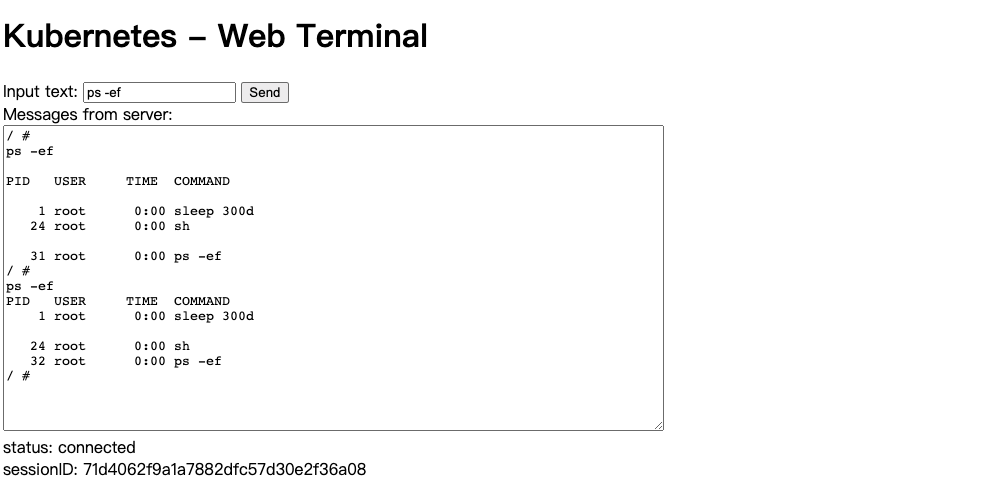 Kubernetes – Web Terminal
Input text: ps -ef Send
Messages from server:
/ #
ps -ef
PID   USER     TIME  COMMAND
    1 root      0:00 sleep 300d
   24 root      0:00 sh
   31 root      0:00 ps -ef
/ #
ps -ef
PID   USER     TIME  COMMAND
    1 root      0:00 sleep 300d
   24 root      0:00 sh
   32 root      0:00 ps -ef
/ #
status: connected
sessionID: 71d4062f9a1a7882dfc57d30e2f36a08